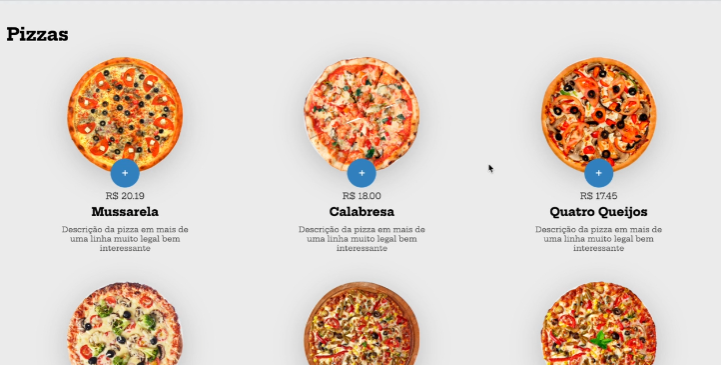 Pizzas
+
+
+
R$ 20.19
R$ 18.00
R$ 17.45
Mussarela
Calabresa
Quatro Queijos
Descrição da pizza em mais de
uma linha muito legal bem
interessante
Descrição da pizza em mais de
uma linha muito legal bem
interessante
Descrição da pizza em mais de
uma linha muito legal bem
interessante